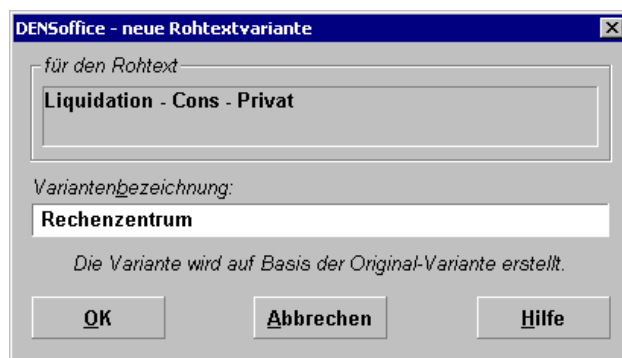 DENSoffice - neue Rohtextvariante
für den Rohtext
Liquidation - Cons - Privat
Variantenbezeichnung:
Rechenzentrum
Die Variante wird auf Basis der Original-Variante erstellt.
OK Abbrechen Hilfe